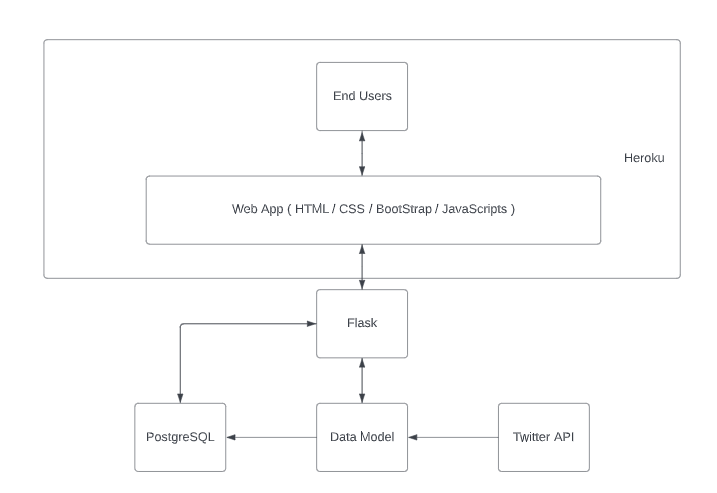 End Users
Heroku
Web App ( HTML / CSS / BootStrap / JavaScripts )
Flask
PostgreSQL
Data Model
Twitter API